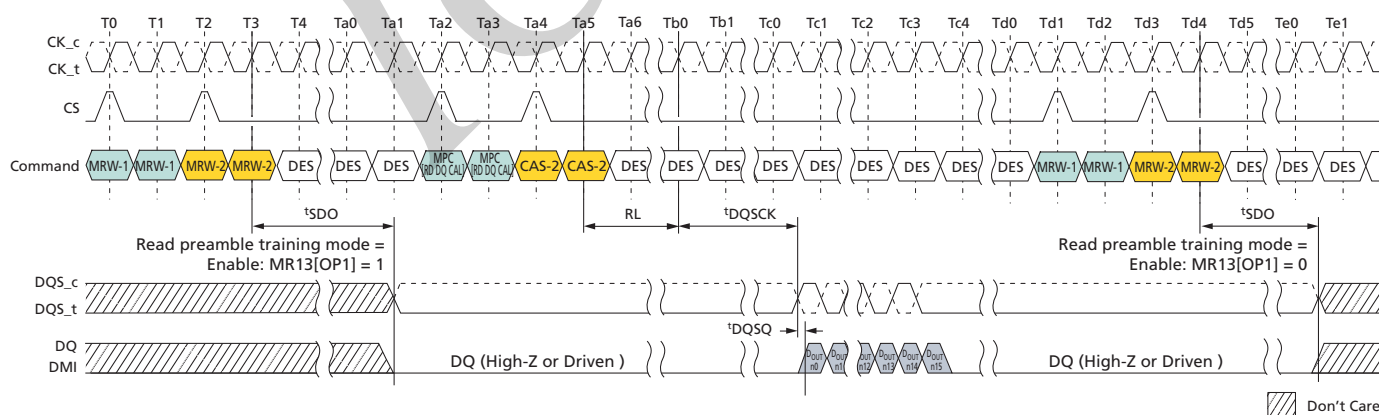 T0 T1 T2 T3 T4 Ta0 Ta1 Ta2 Ta3 Ta4 Ta5 Ta6 Tb0 Tb1 Tc0 Tc1 Tc2 Tc3 Tc4 Td0 Td1 Td2 Td3 Td4 Td5 Te0 Te1
CK_c
CK_t
CS
Command MRW-1 MRW-1 MRW-2 MRW-2 DES DES DES MPC [RD DQ CAL] MPC [RD DQ CAL] CAS-2 CAS-2 DES DES DES DES DES DES DES DES DES MRW-1 MRW-1 MRW-2 MRW-2 DES DES DES
tSDO RL tDQSCK tSDO
Read preamble training mode =
Enable: MR13[OP1] = 1
Read preamble training mode =
Enable: MR13[OP1] = 0
DQS_c
DQS_t
tDQSQ
DQ
DMI
DQ (High-Z or Driven )
DOUT n0 DOUT n1 OUT n12 DOUT n13 DOUT n14 DOUT n15
DQ (High-Z or Driven )
Don't Care